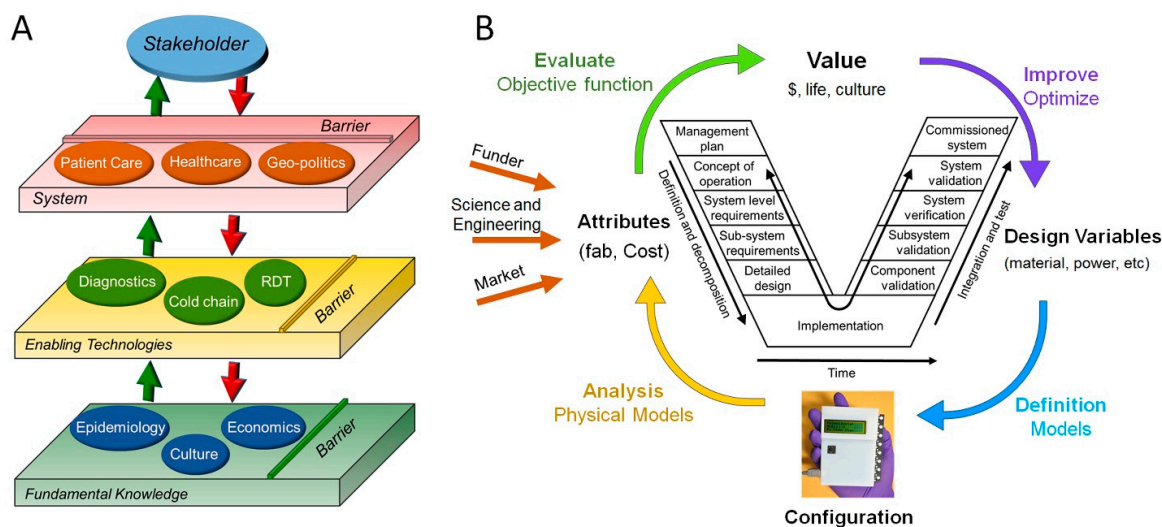 A
Stakeholder
Barrier
Patient Care
Healthcare
Geo-politics
System
Diagnostics
Cold chain
RDT
Barrier
Enabling Technologies
Epidemiology
Culture
Economics
Barrier
Fundamental Knowledge
B
Evaluate
Objective function
Value
$, life, culture
Improve
Optimize
Funder
Science and
Engineering
Market
Attributes
(fab, Cost)
Definition and decomposition
Management
plan
Concept of
operation
System level
requirements
Sub-system
requirements
Detailed
design
Implementation
Commissioned
system
System
validation
System
verification
Subsystem
validation
Component
validation
Integration and test
Time
Design Variables
(material, power, etc)
Analysis
Physical Models
Definition
Models
Configuration